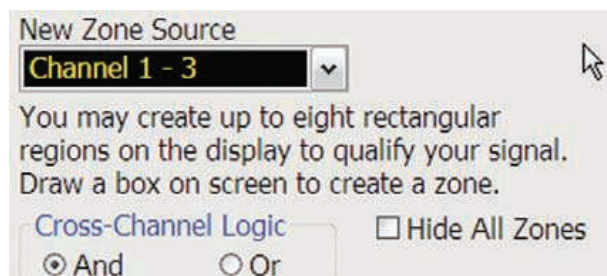 New Zone Source
Channel 1 - 3
You may create up to eight rectangular
regions on the display to qualify your signal.
Draw a box on screen to create a zone.
Cross-Channel Logic
Hide All Zones
And
Or